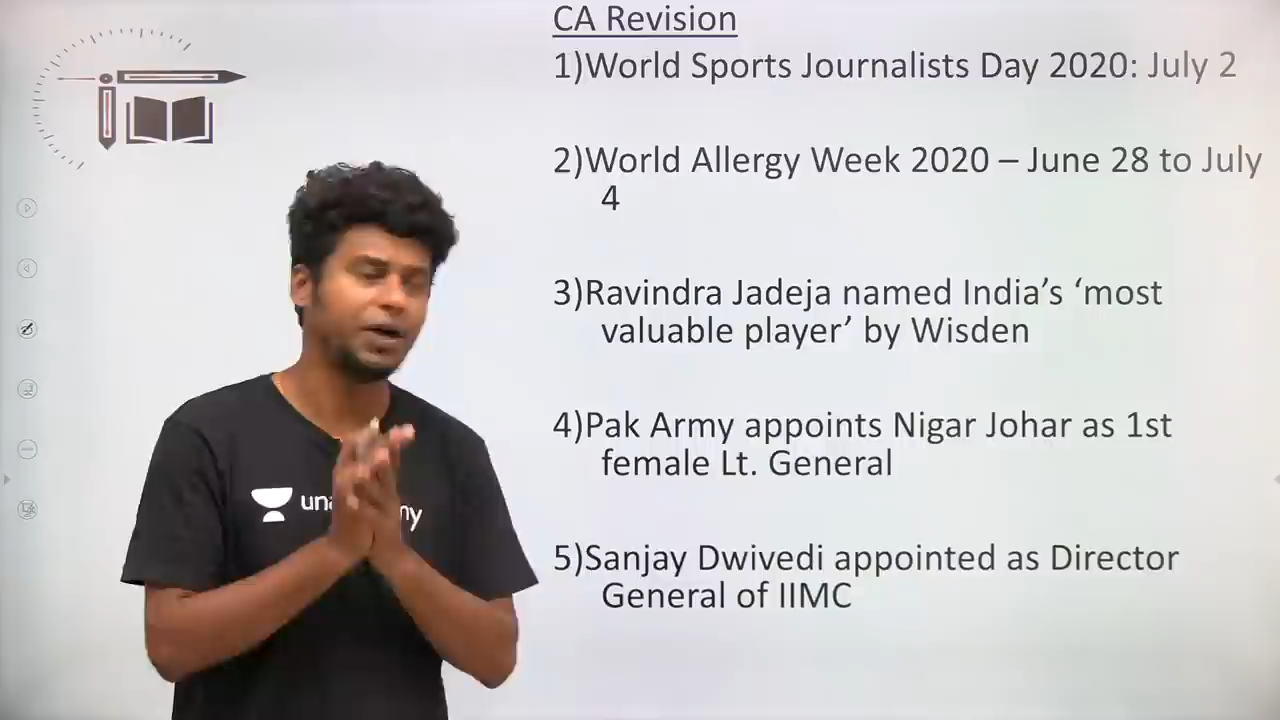 CA Revision
1)World Sports Journalists Day 2020: July 2
2)World Allergy Week 2020 – June 28 to July
4
3)Ravindra Jadeja named India’s ‘most
valuable player’ by Wisden
4)Pak Army appoints Nigar Johar as 1st
female Lt. General
5)Sanjay Dwivedi appointed as Director
General of IIMC